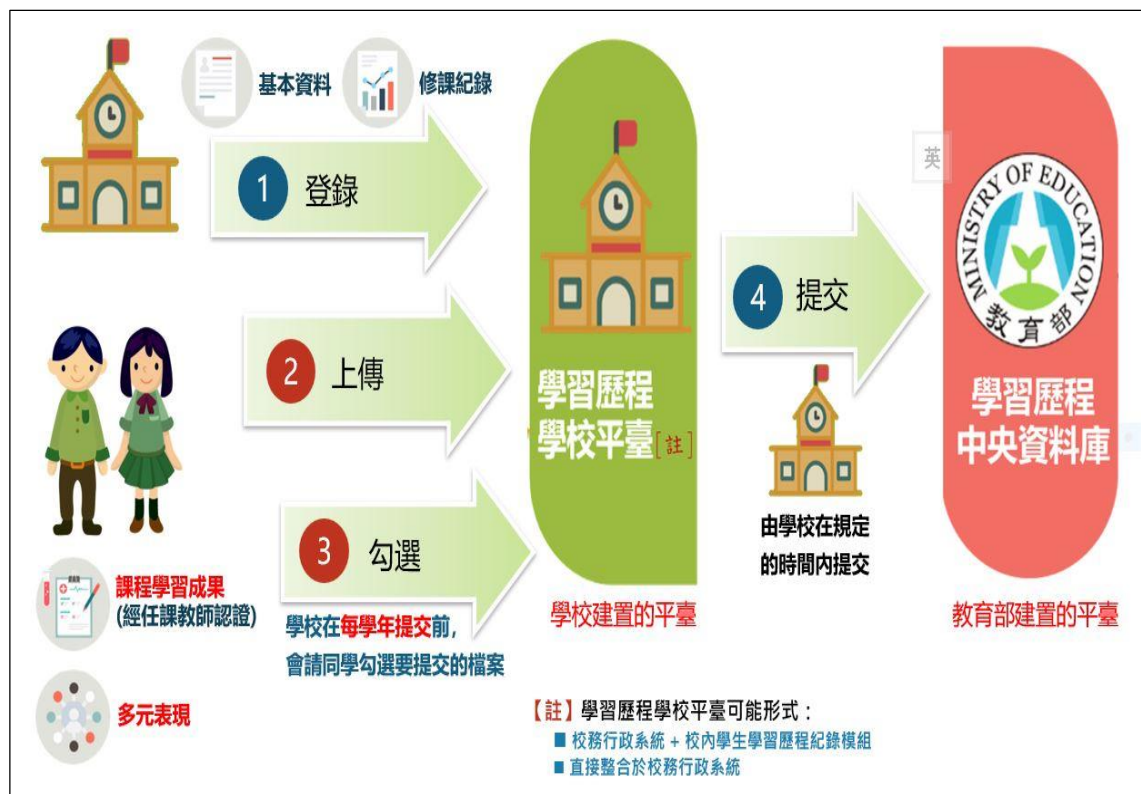 基本資料
修課紀錄
1 登錄
2 上傳
3 勾選
課程學習成果
(經任課教師認證)
多元表現
學校在每學年提交前,
會請同學勾選要提交的檔案
學習歷程
學校平臺[註]
學校建置的平臺
4 提交
由學校在規定
的時間內提交
英
MINISTRY OF EDUCATION
教育部
學習歷程
中央資料庫
教育部建置的平臺
【註】學習歷程學校平臺可能形式：
■ 校務行政系統 + 校內學生學習歷程紀錄模組
■ 直接整合於校務行政系統